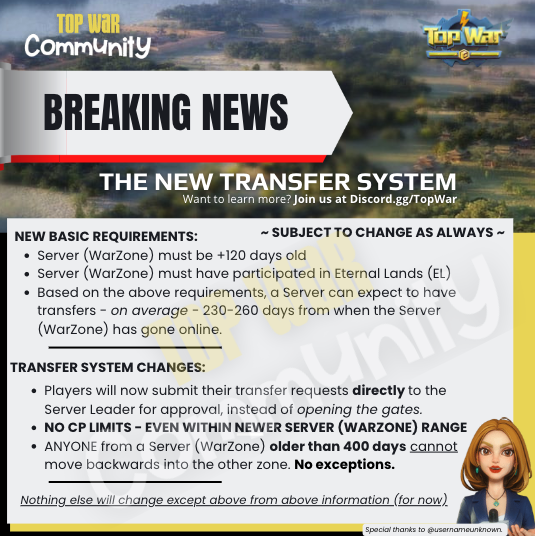 TOP WAR
Community
Top War
BREAKING NEWS
THE NEW TRANSFER SYSTEM
Want to learn more? Join us at Discord.gg/TopWar
~ SUBJECT TO CHANGE AS ALWAYS ~
NEW BASIC REQUIREMENTS:
• Server (WarZone) must be +120 days old
• Server (WarZone) must have participated in Eternal Lands (EL)
• Based on the above requirements, a Server can expect to have
transfers - on average - 230-260 days from when the Server
(WarZone) has gone online.
TRANSFER SYSTEM CHANGES:
• Players will now submit their transfer requests directly to the
Server Leader for approval, instead of opening the gates.
• NO CP LIMITS - EVEN WITHIN NEWER SERVER (WARZONE) RANGE
• ANYONE from a Server (WarZone) older than 400 days cannot
move backwards into the other zone. No exceptions.
Nothing else will change except above from above information (for now)
Special thanks to @usernameunknown.
TOP WAR
Community